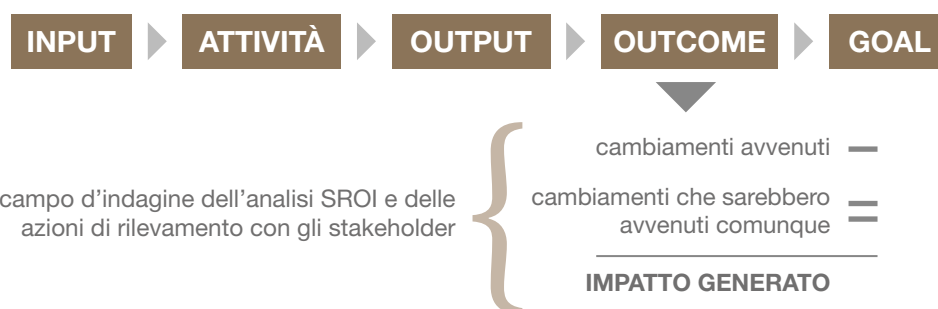 INPUT ATTIVITÀ OUTPUT OUTCOME GOAL
cambiamenti avvenuti —
campo d’indagine dell’analisi SROI e delle
azioni di rilevamento con gli stakeholder
cambiamenti che sarebbero
avvenuti comunque =
IMPATTO GENERATO